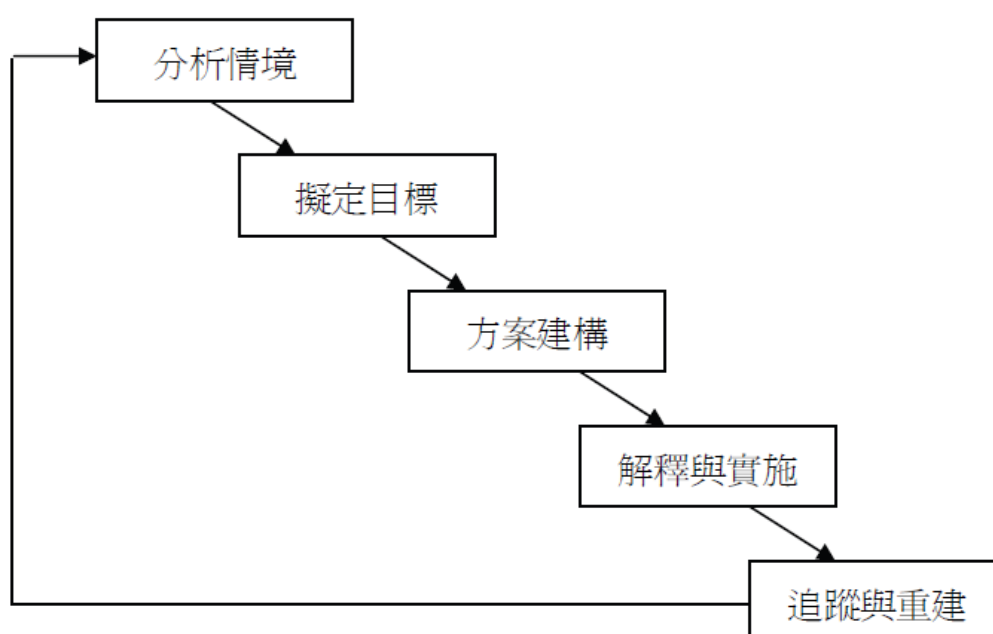 分析情境
擬定目標
方案建構
解釋與實施
追蹤與重建